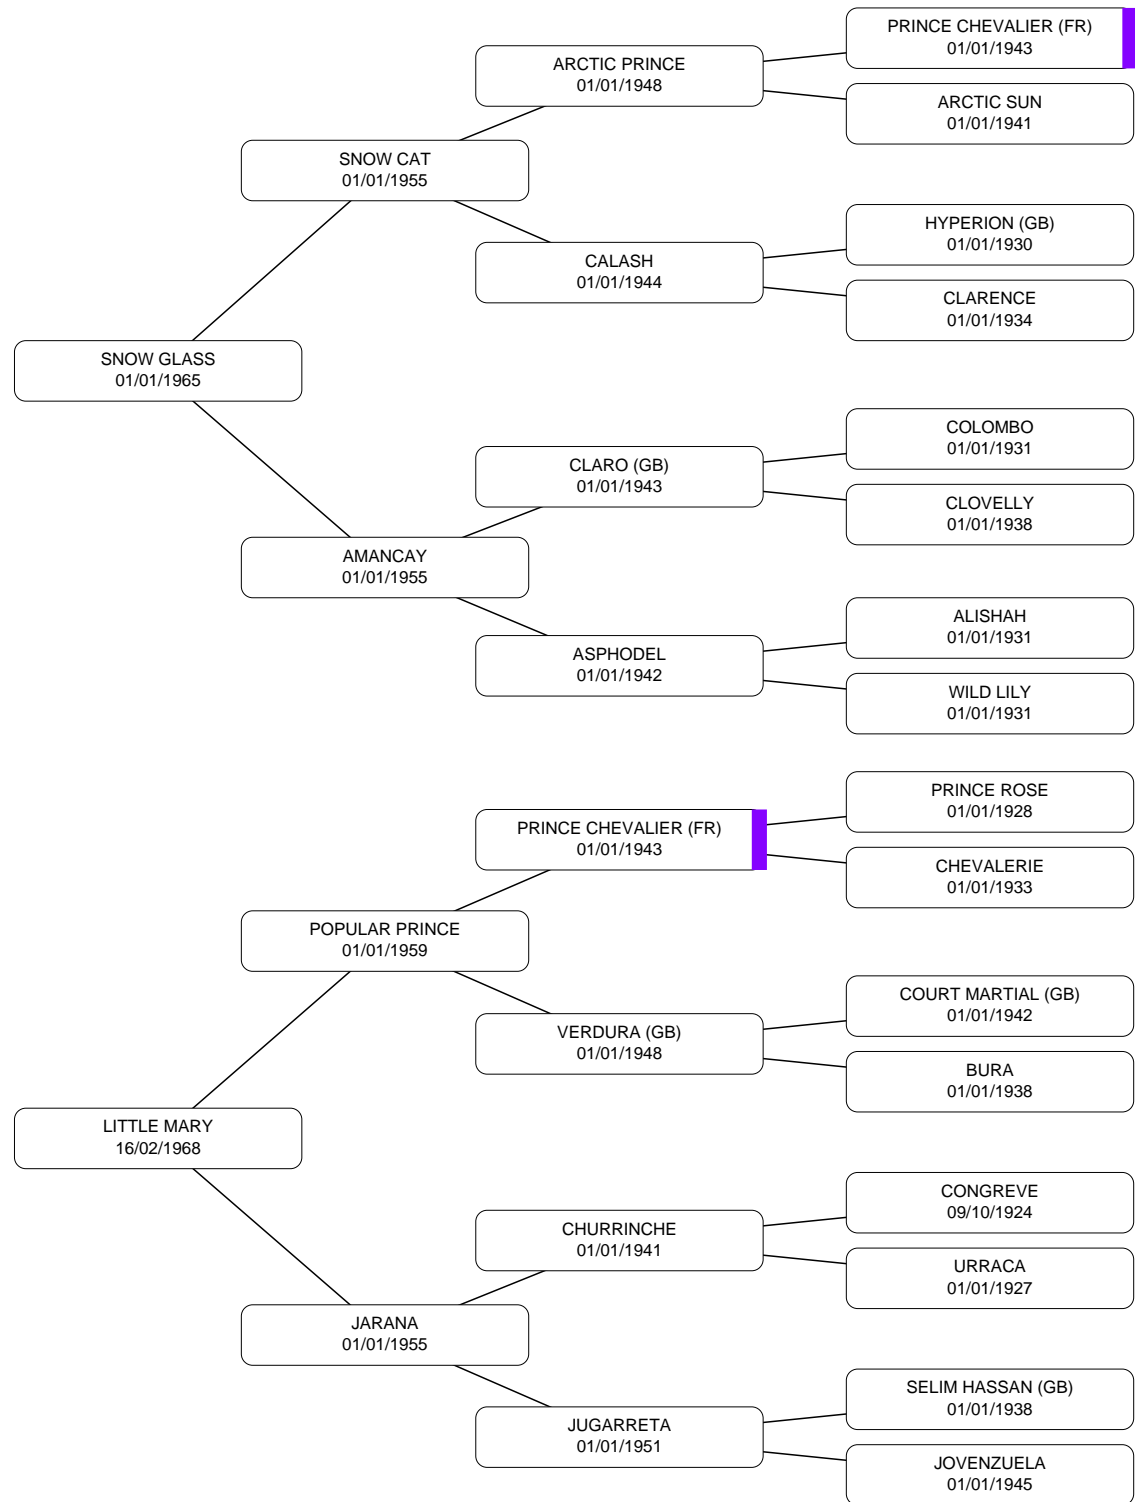 PRINCE CHEVALIER (FR)
01/01/1943
ARCTIC PRINCE
01/01/1948
ARCTIC SUN
01/01/1941
SNOW CAT
01/01/1955
HYPERION (GB)
01/01/1930
CALASH
01/01/1944
CLARENCE
01/01/1934
SNOW GLASS
01/01/1965
COLOMBO
01/01/1931
CLARO (GB)
01/01/1943
CLOVELLY
01/01/1938
AMANCAY
01/01/1955
ALISHAH
01/01/1931
ASPHODEL
01/01/1942
WILD LILY
01/01/1931
PRINCE ROSE
01/01/1928
PRINCE CHEVALIER (FR)
01/01/1943
CHEVALERIE
01/01/1933
POPULAR PRINCE
01/01/1959
COURT MARTIAL (GB)
01/01/1942
VERDURA (GB)
01/01/1948
BURA
01/01/1938
LITTLE MARY
16/02/1968
CONGREVE
09/10/1924
CHURRINCHE
01/01/1941
URRACA
01/01/1927
JARANA
01/01/1955
SELIM HASSAN (GB)
01/01/1938
JUGARRETA
01/01/1951
JOVENZUELA
01/01/1945